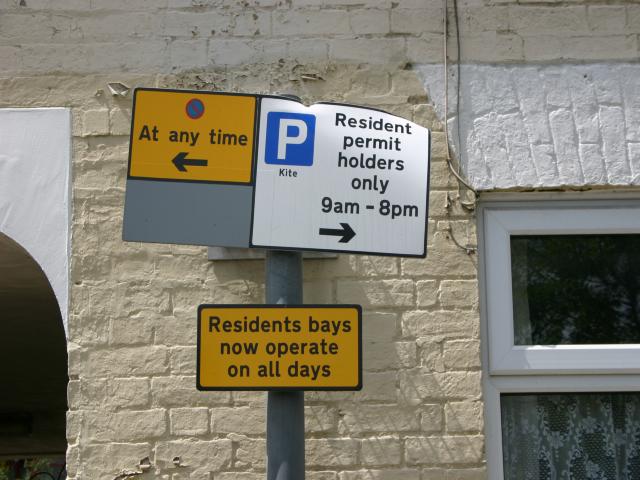 At any time
P
Kite
Resident
permit
holders
only
9am - 8pm
Residents bays
now operate
on all days